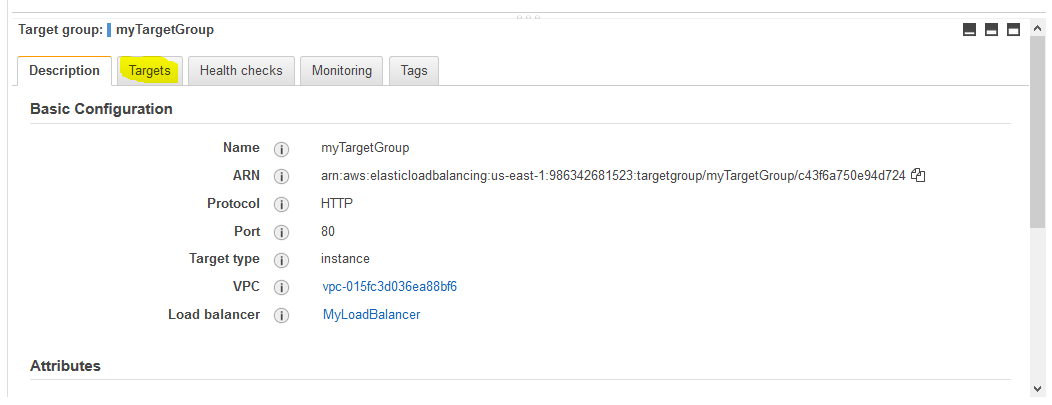 Target group: myTargetGroup
Description Targets Health checks Monitoring Tags
Basic Configuration
Name myTargetGroup
ARN arn:aws:elasticloadbalancing:us-east-1:986342681523:targetgroup/myTargetGroup/c43f6a750e94d724
Protocol HTTP
Port 80
Target type instance
VPC vpc-015fc3d036ea88bf6
Load balancer MyLoadBalancer
Attributes